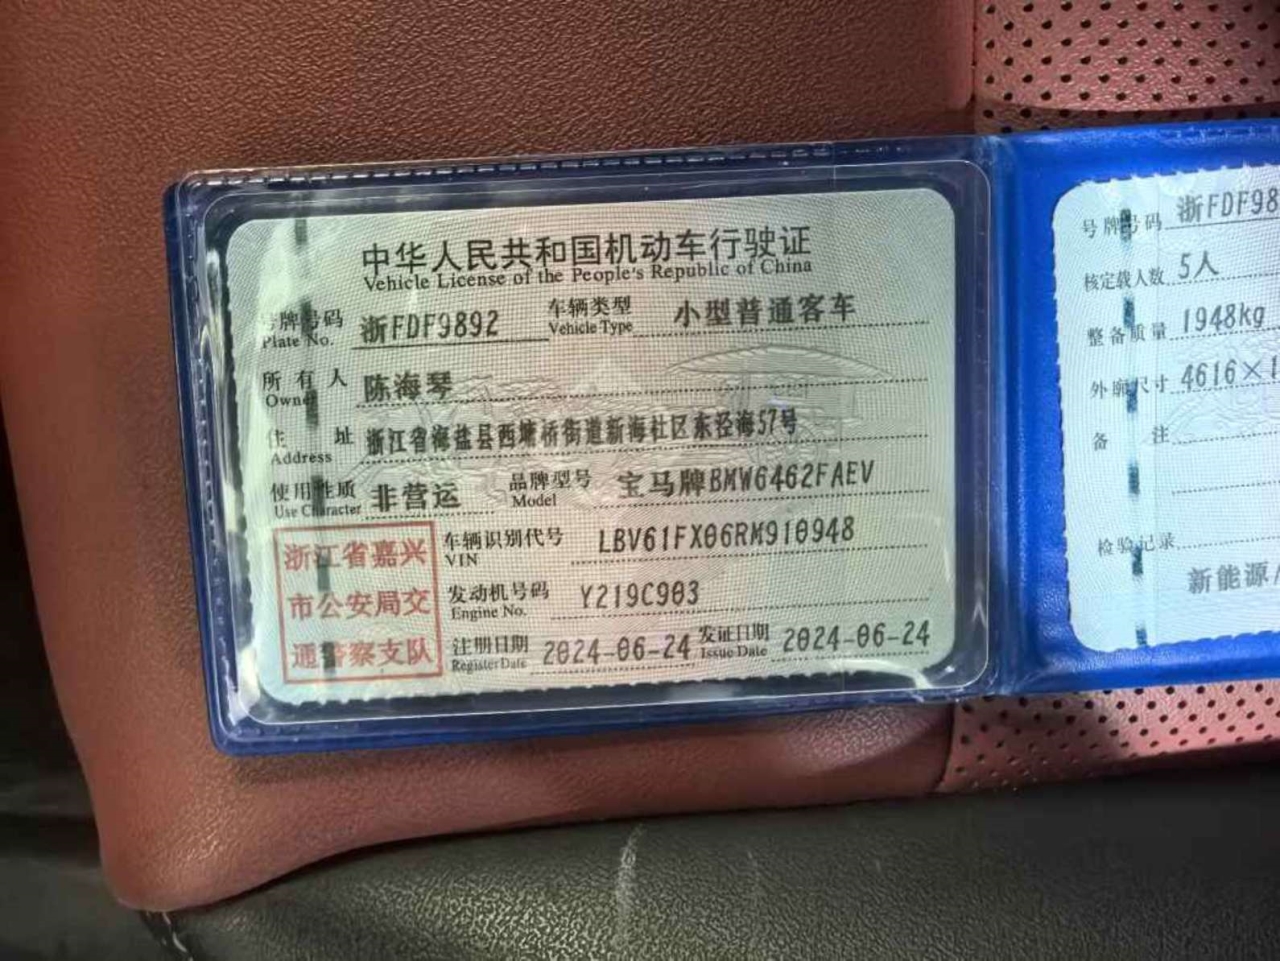 中华人民共和国机动车行驶证
Vehicle License of the People's Republic of China
号牌号码 浙FDF9892 车辆类型 小型普通客车
Plate No. Vehicle Type
所有人 陈海琴
Owner
住址 浙江省海盐县西塘桥街道新海社区东径海57号
Address
使用性质 非营运 品牌型号 宝马牌BMW6462FAEV
Use Character Model
浙江省嘉兴
市公安局交
通警察支队
车辆识别代号 LBV61FX06RM910948
VIN
发动机号码 Y219C903
Engine No.
注册日期 2024-06-24 发证日期 2024-06-24
Register Date Issue Date
号牌号码 浙FDF98
核定载人数 5人
整备质量 1948kg
外廓尺寸 4616×1
备注
检验记录
新能源